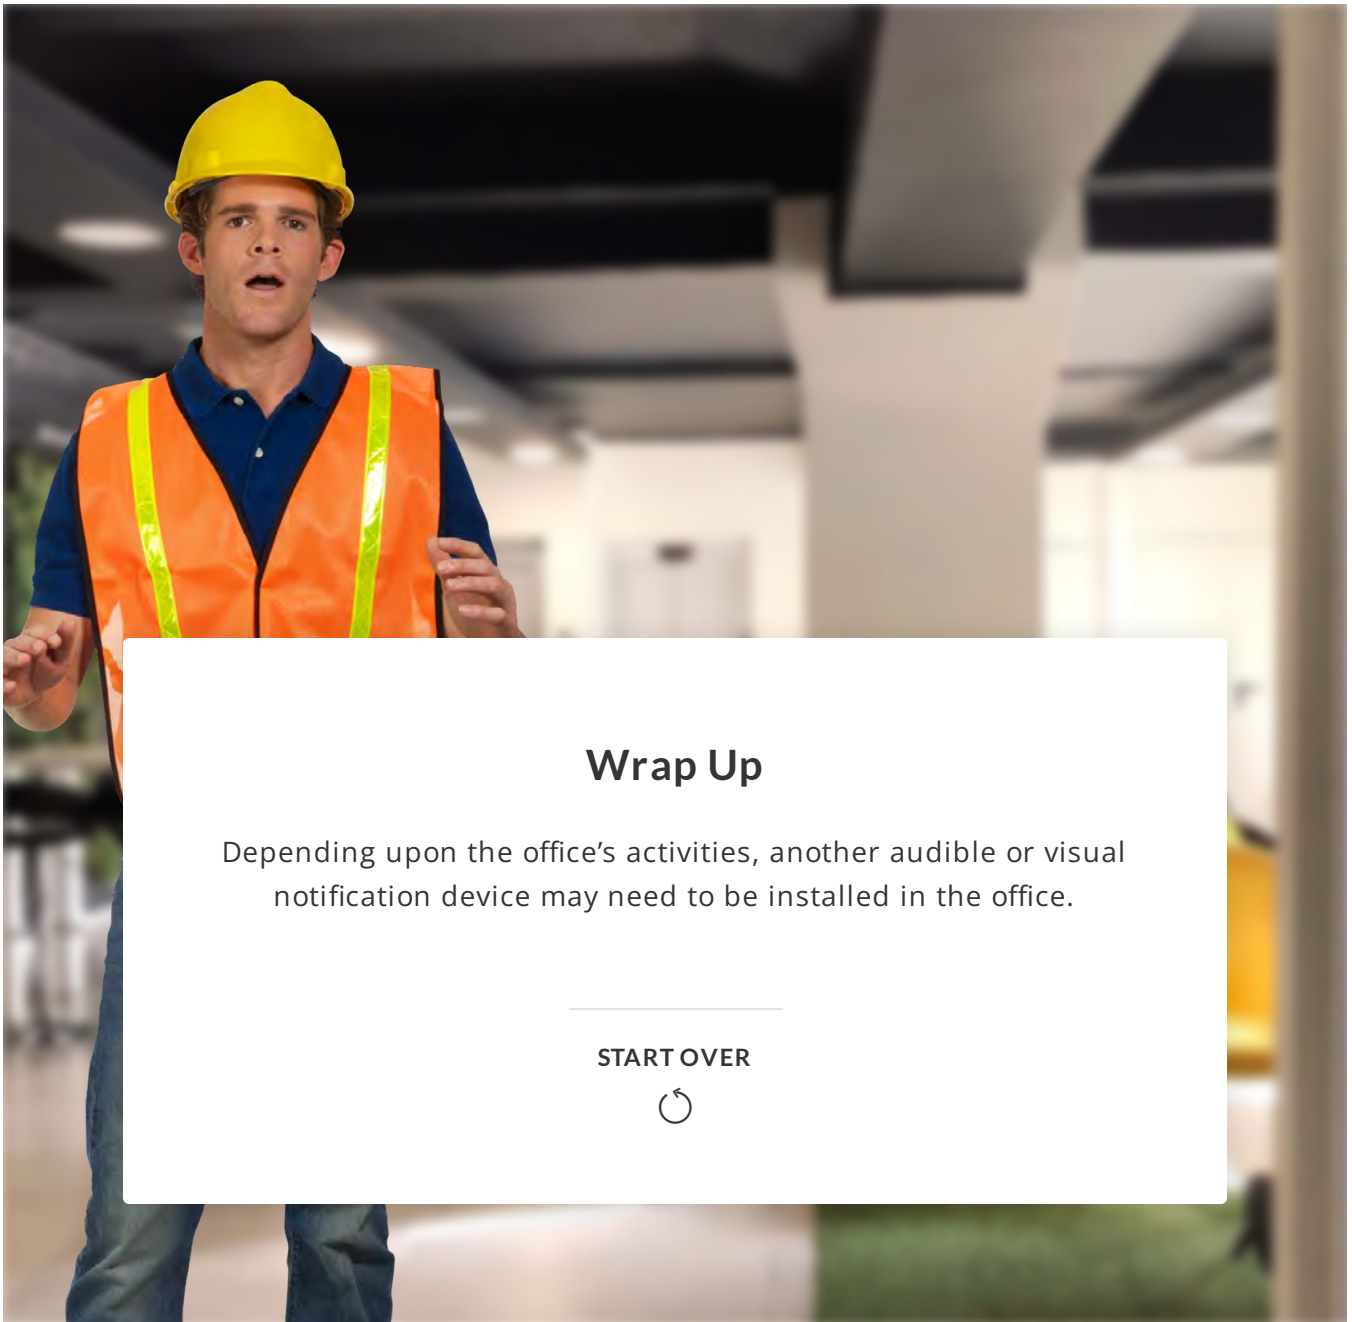 Wrap Up
Depending upon the office’s activities, another audible or visual
notification device may need to be installed in the office.
START OVER